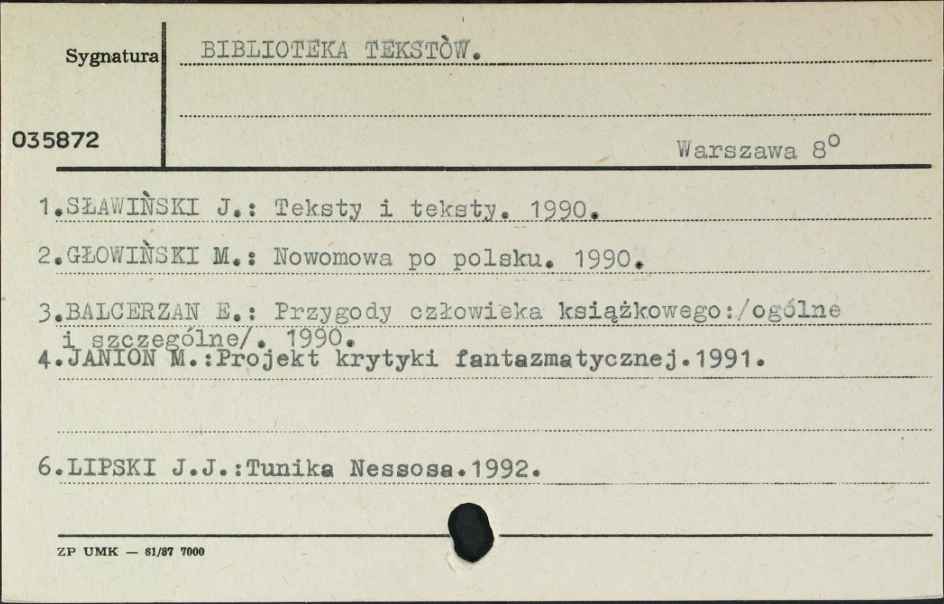 Sygnatura
BIBLIOTEKA TEKSTÒW.
035872
Warszawa 8°
1.SŁAWIŃSKI J.: Teksty i teksty. 1990.
2.GŁOWIŃSKI M.: Nowomowa po polsku. 1990.
3.BALCERZAN E.: Przygody człowieka książkowego:/ogólne
i szczególne/. 1990.
4.JANION M.:Projekt krytyki fantazmatycznej.1991.
6.LIPSKI J.J.:Tunika Nessosa.1992.
ZP UMK — 61/87 7000